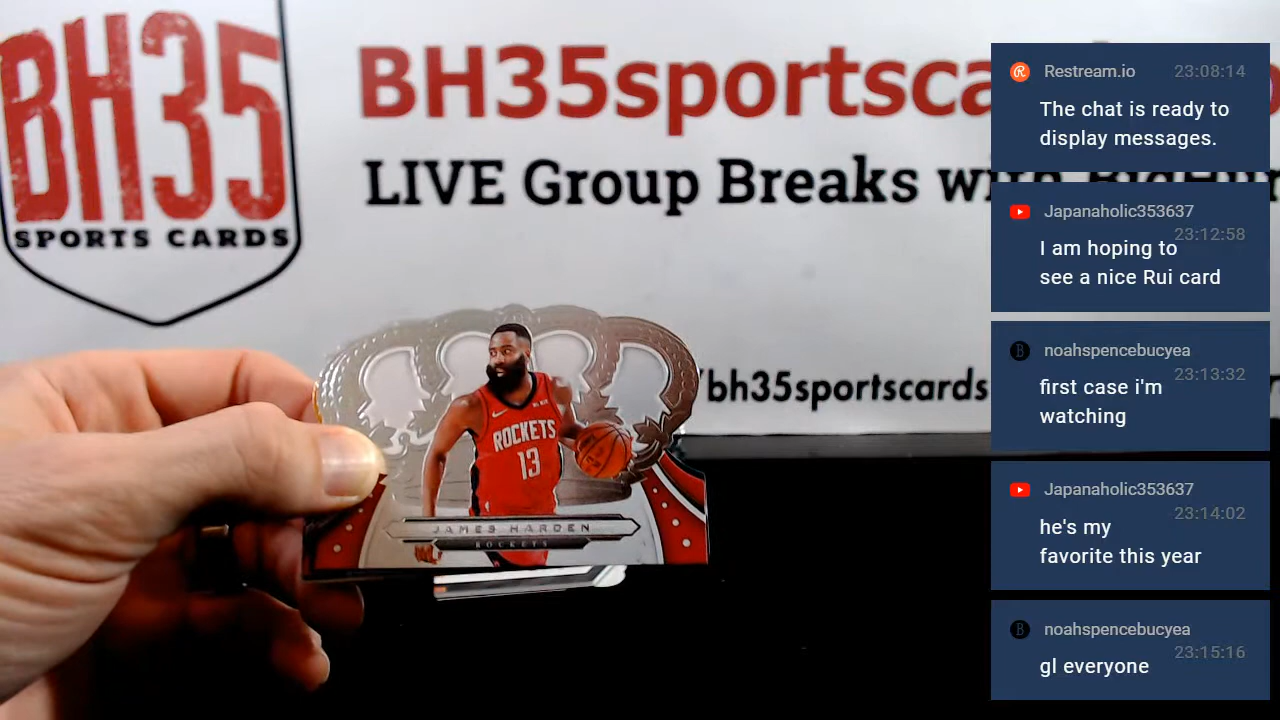 BH35
SPORTS CARDS
BH35sportsca
LIVE Group Breaks with
/bh35sportscards
ROCKETS
13
JAMES HARDEN
ROCKETS
Restream.io 23:08:14
The chat is ready to
display messages.
Japanaholic353637
23:12:58
I am hoping to
see a nice Rui card
noahspencebucyea
23:13:32
first case i'm
watching
Japanaholic353637
23:14:02
he's my
favorite this year
noahspencebucyea
23:15:16
gl everyone